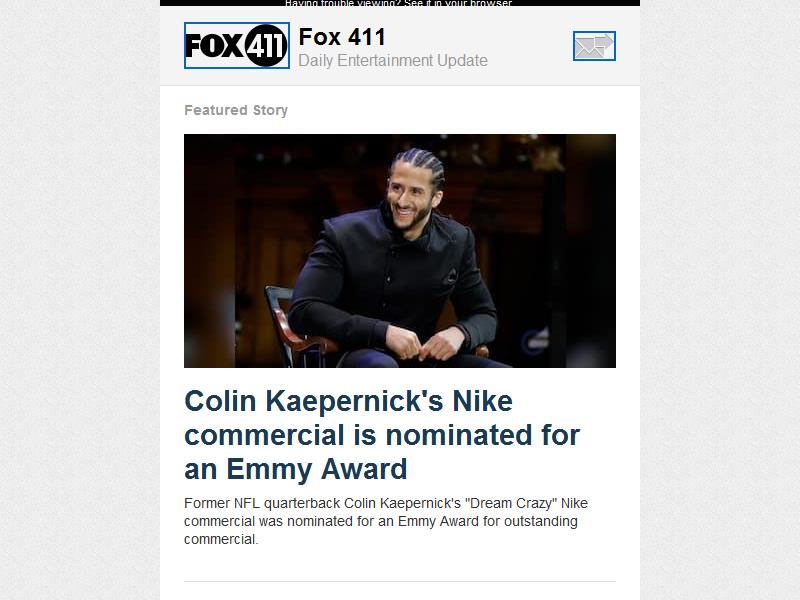 Having trouble viewing? See it in your browser
FOX 411
Fox 411
Daily Entertainment Update
Featured Story
Colin Kaepernick's Nike
commercial is nominated for
an Emmy Award
Former NFL quarterback Colin Kaepernick's "Dream Crazy" Nike
commercial was nominated for an Emmy Award for outstanding
commercial.